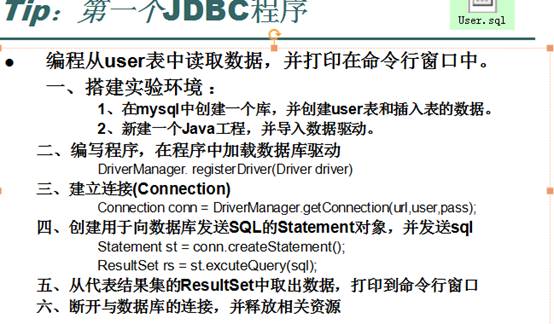 Tip：第一个JDBC程序
User.sql
● 编程从user表中读取数据，并打印在命令行窗口中。
一、搭建实验环境 ：
1、在mysql中创建一个库，并创建user表和插入表的数据。
2、新建一个Java工程，并导入数据驱动。
二、编写程序，在程序中加载数据库驱动
DriverManager. registerDriver(Driver driver)
三、建立连接(Connection)
Connection conn = DriverManager.getConnection(url,user,pass);
四、创建用于向数据库发送SQL的Statement对象，并发送sql
Statement st = conn.createStatement();
ResultSet rs = st.excuteQuery(sql);
五、从代表结果集的ResultSet中取出数据，打印到命令行窗口
六、断开与数据库的连接，并释放相关资源